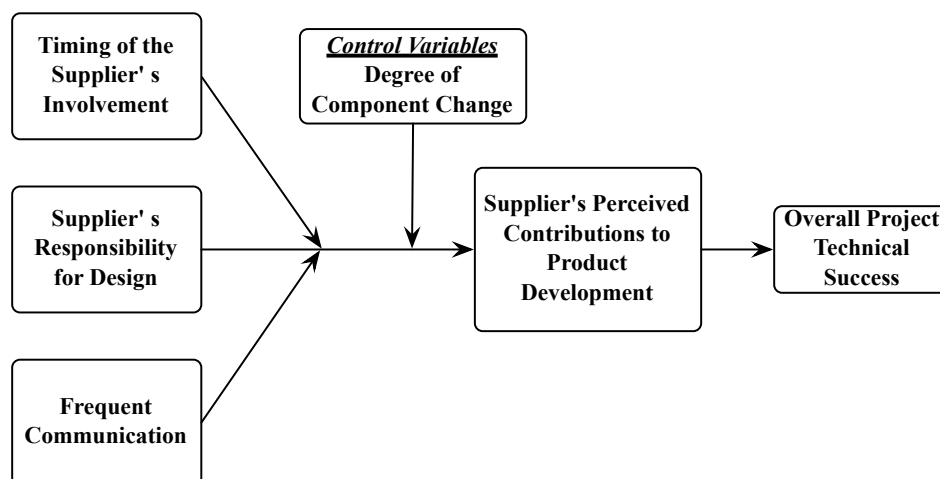 Timing of the
Supplier' s
Involvement
Control Variables
Degree of
Component Change
Supplier' s
Responsibility
for Design
Supplier's Perceived
Contributions to
Product
Development
Overall Project
Technical
Success
Frequent
Communication